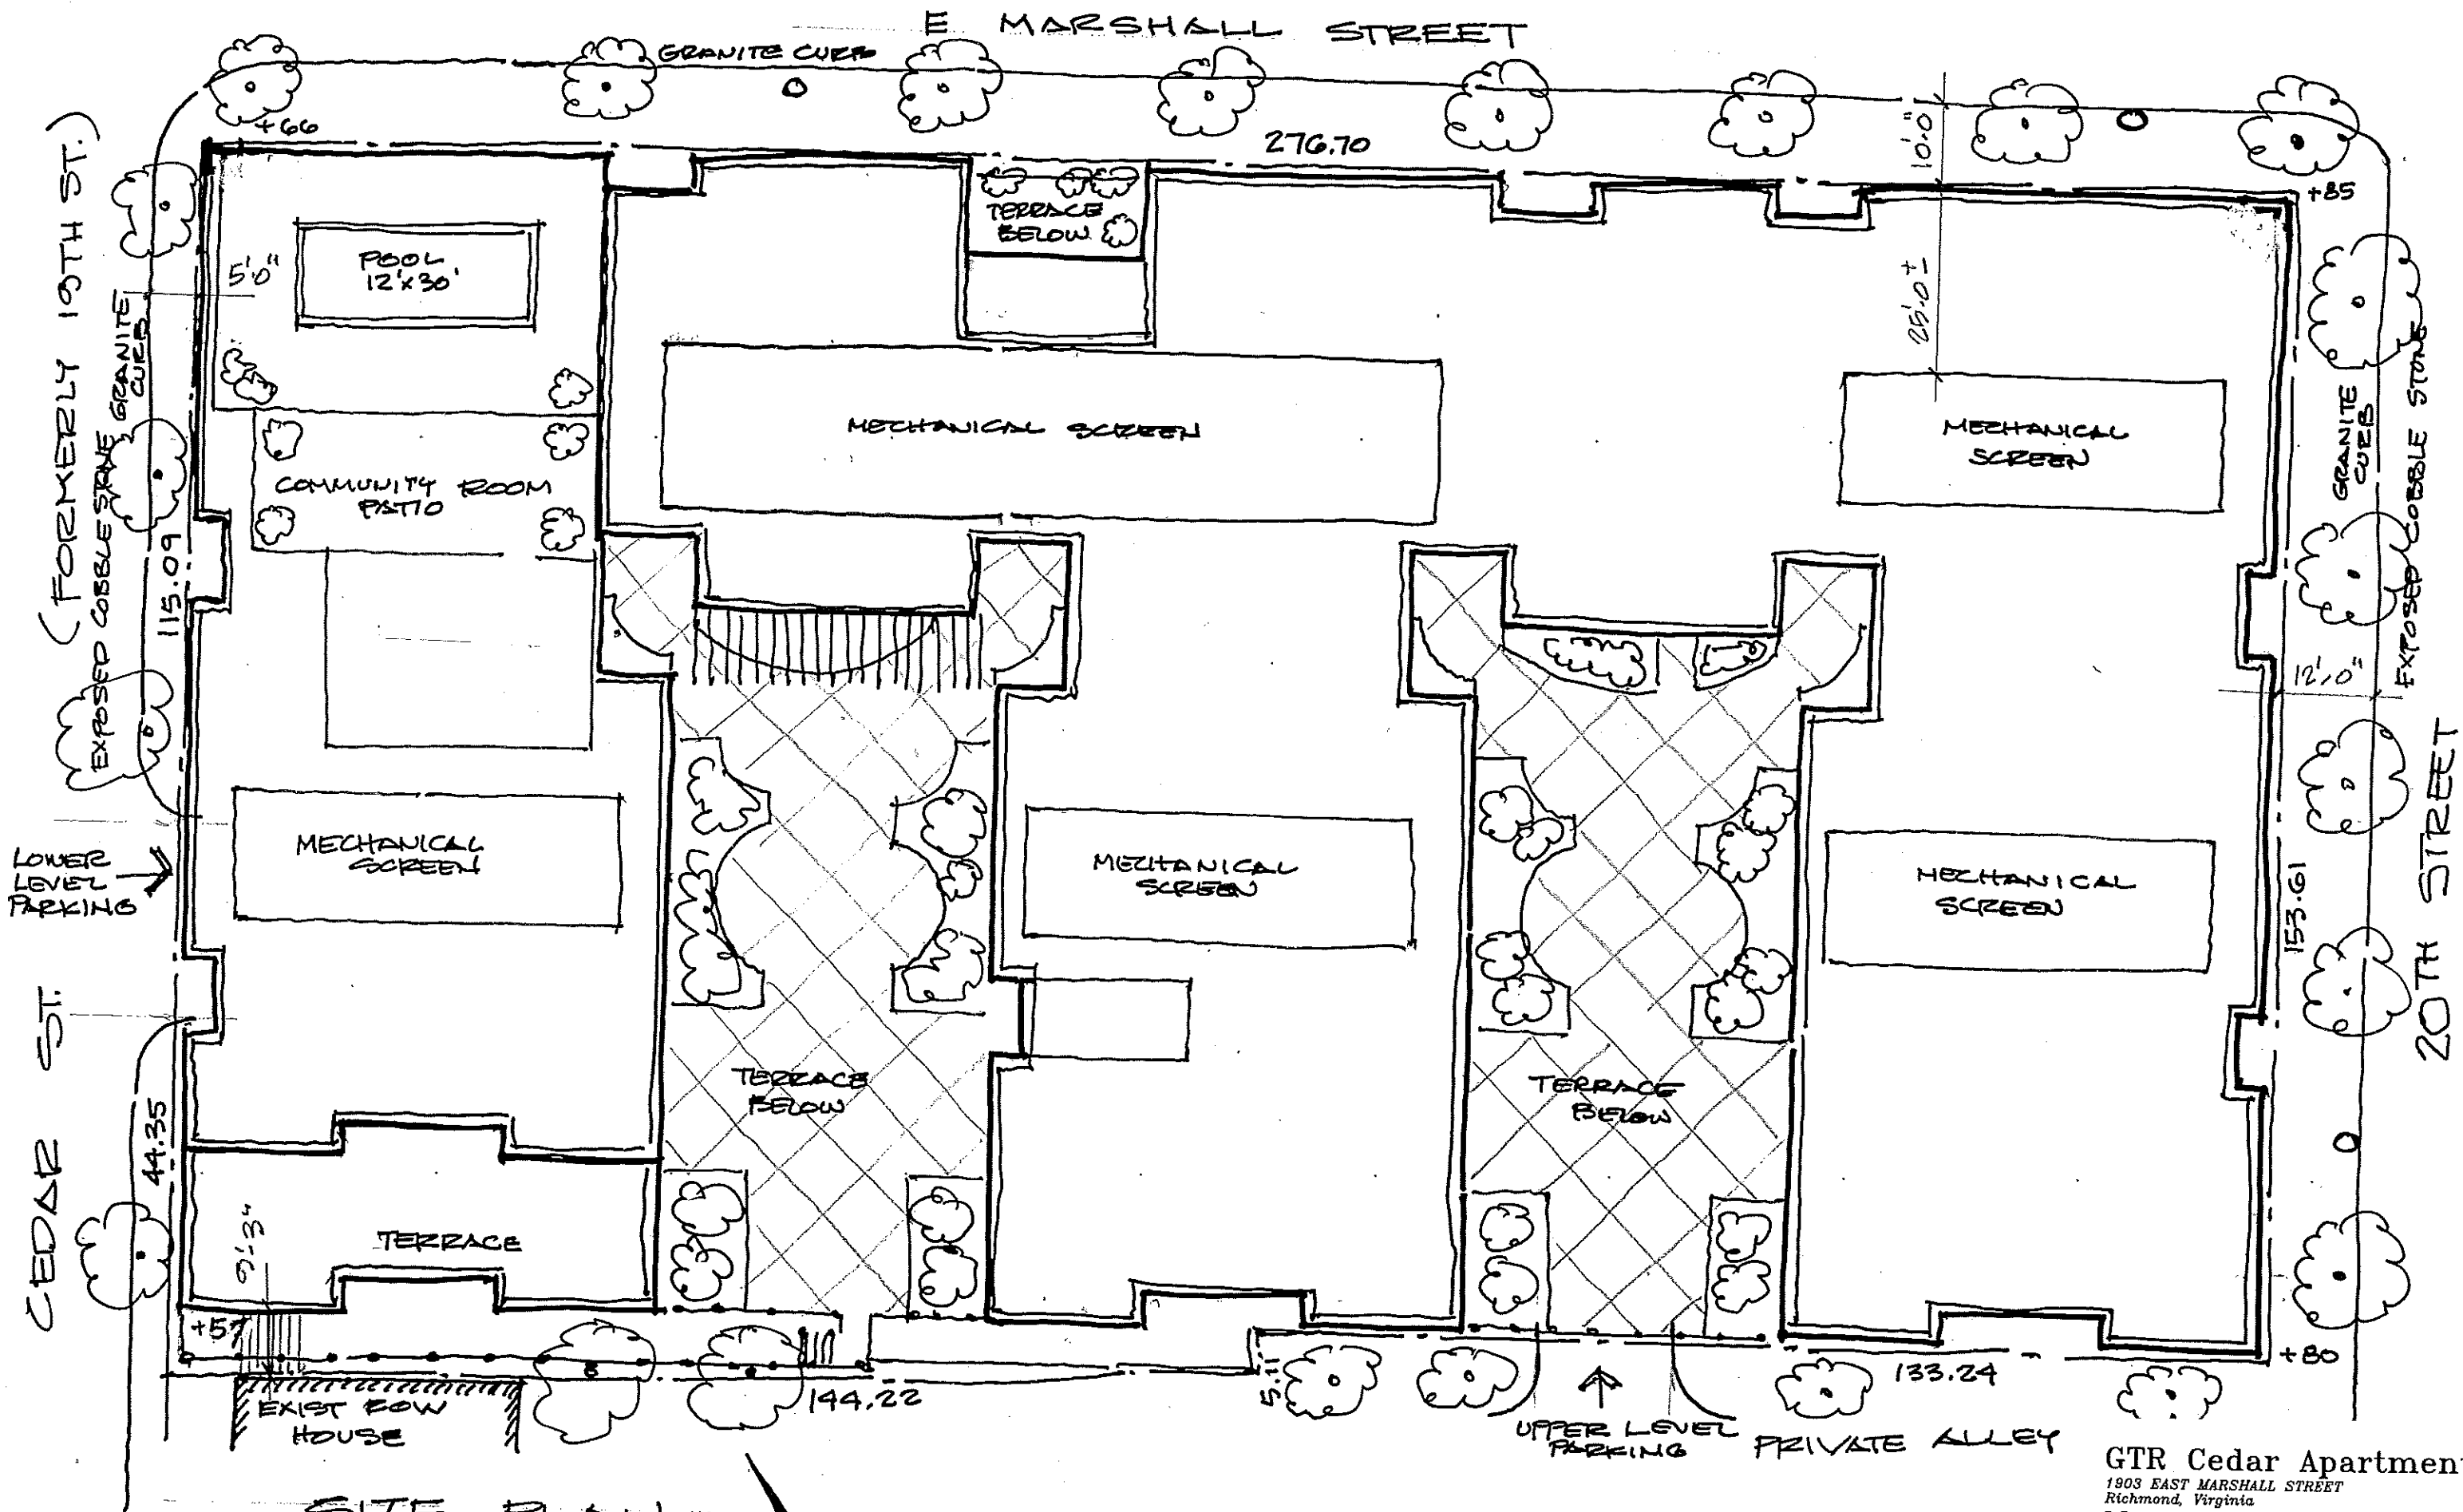 E MARSHALL STREET
GRANITE CURB
+66
276.70
10'.0"
+85
(FORMERLY 19TH ST.)
TERRACE
BELOW
POOL
12'x30'
5'.0"
25'.0±
GRANITE
CURB
EXPOSED COBBLE STONE
MECHANICAL SCREEN
MECHANICAL
SCREEN
GRANITE
CURB
EXPOSED COBBLE STONE
COMMUNITY ROOM
PATIO
115.09
12'.0"
LOWER
LEVEL
PARKING
MECHANICAL
SCREEN
MECHANICAL
SCREEN
MECHANICAL
SCREEN
153.61
20TH STREET
CEDAR ST.
44.35
TERRACE
BELOW
TERRACE
BELOW
TERRACE
9'-3"
+57
+80
EXIST ROW
HOUSE
144.22
5.11
133.24
UPPER LEVEL
PARKING
PRIVATE ALLEY
SITE PLAN
GTR Cedar Apartmen
1903 EAST MARSHALL STREET
Richmond, Virginia